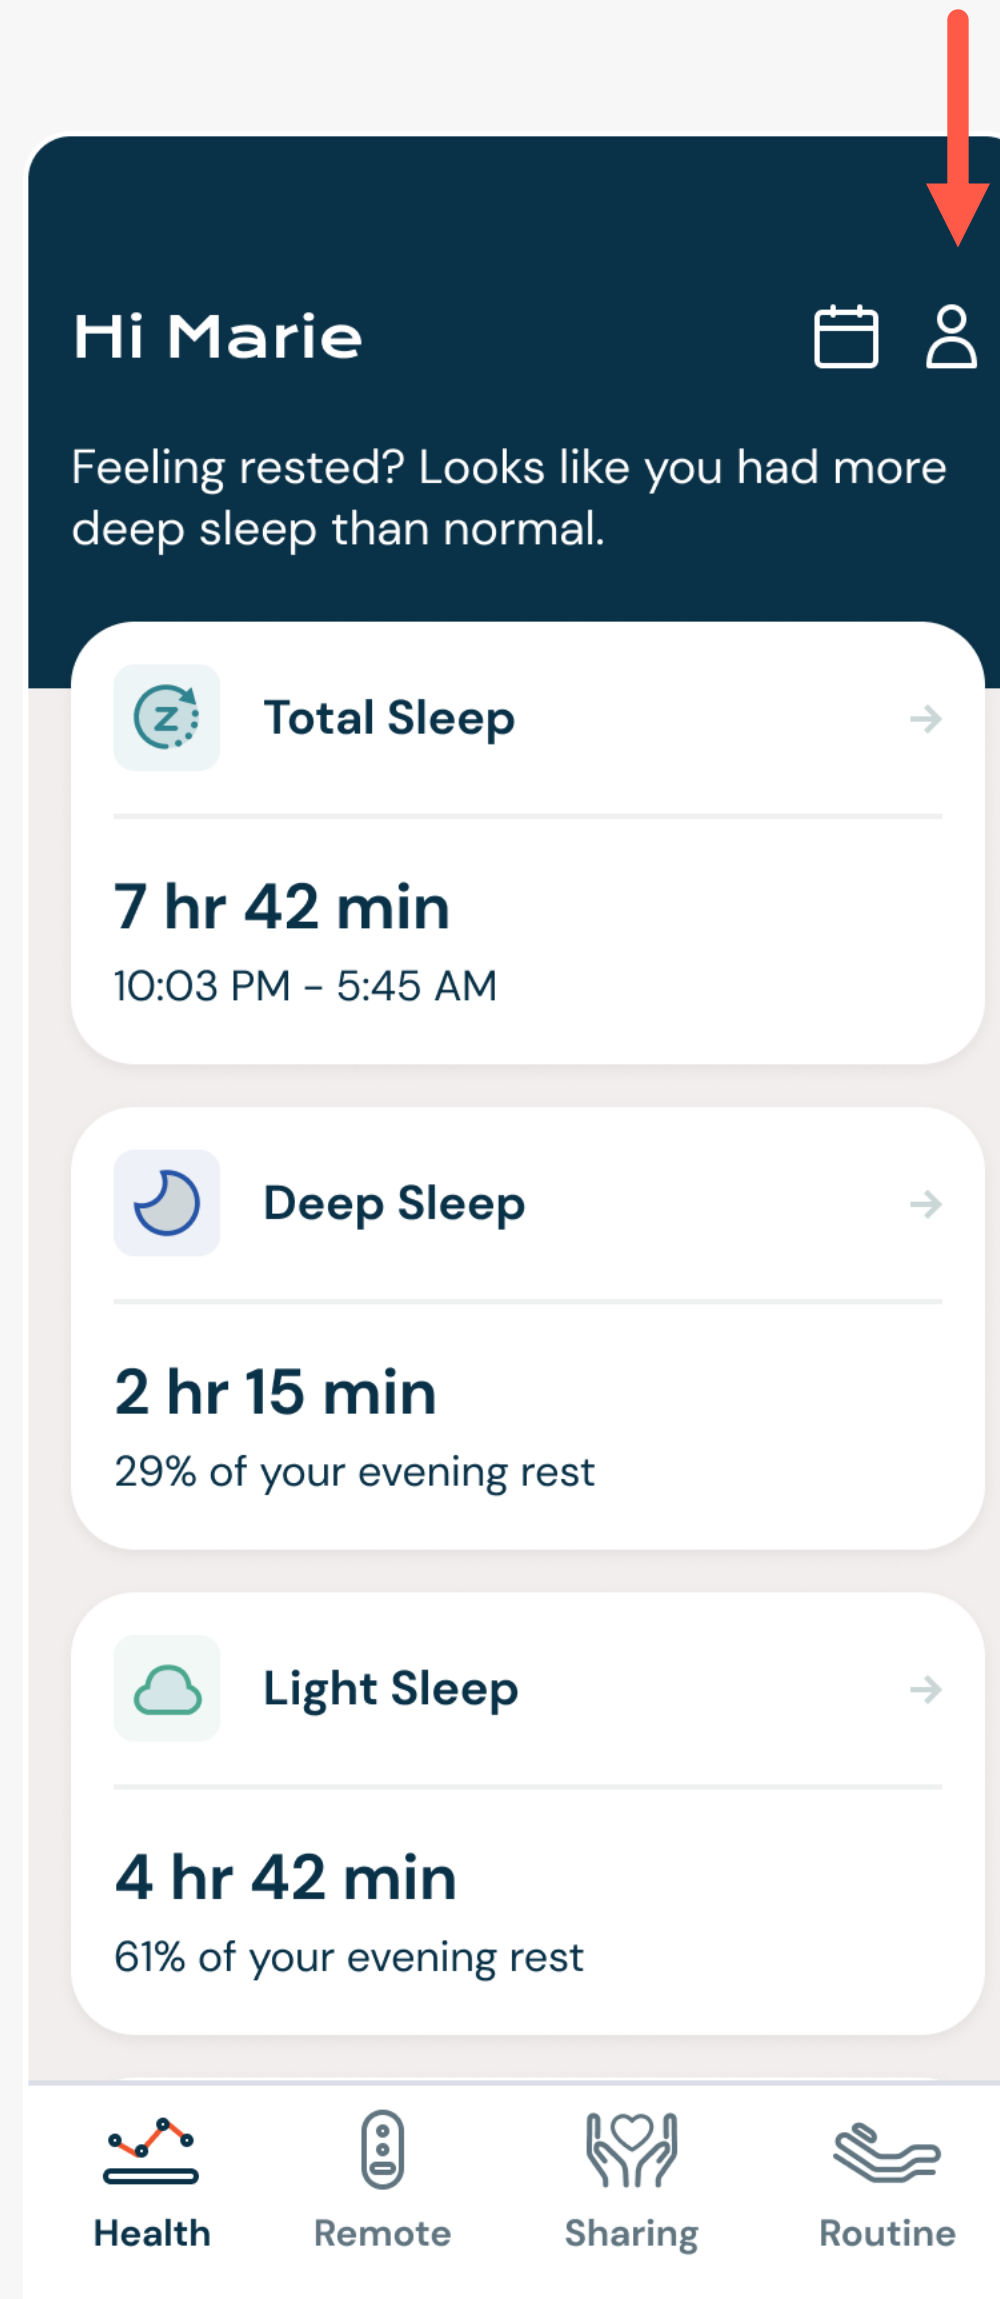 Hi Marie
Feeling rested? Looks like you had more
deep sleep than normal.
Total Sleep
7 hr 42 min
10:03 PM – 5:45 AM
Deep Sleep
2 hr 15 min
29% of your evening rest
Light Sleep
4 hr 42 min
61% of your evening rest
Health
Remote
Sharing
Routine